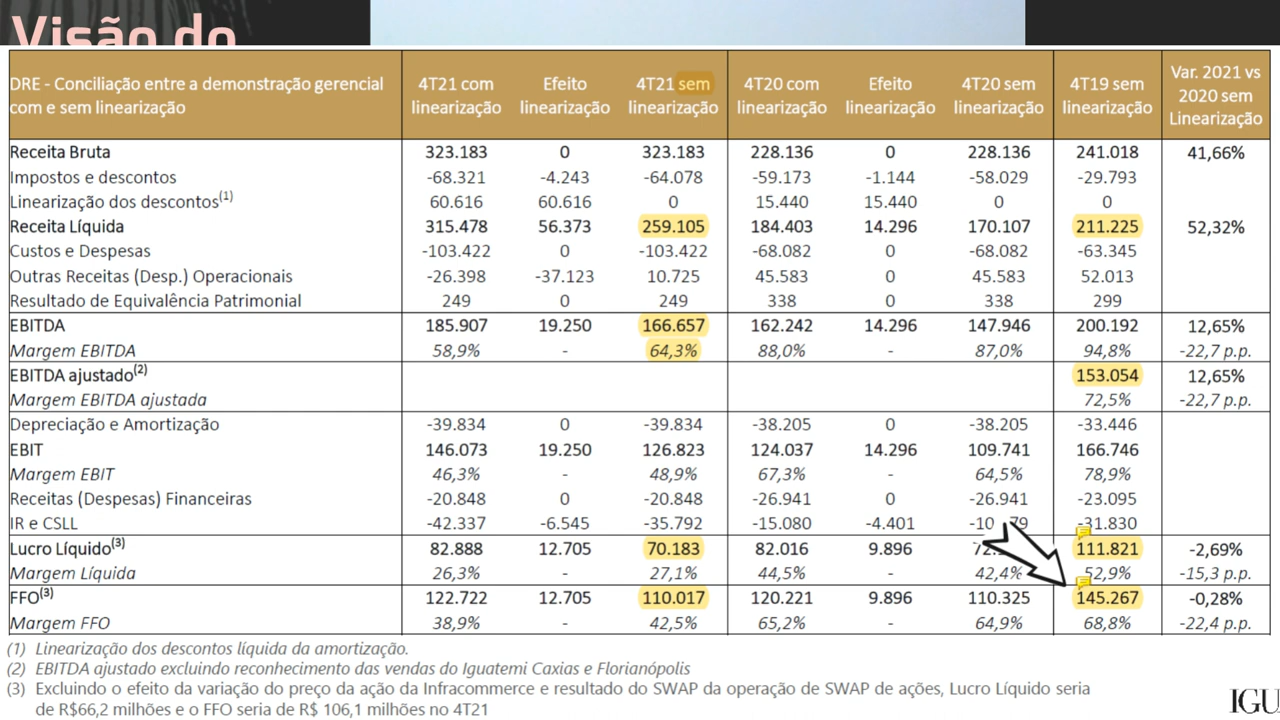 Visão do
DRE - Conciliação entre a demonstração gerencial com e sem linearização | 4T21 com linearização | Efeito linearização | 4T21 sem linearização | 4T20 com linearização | Efeito linearização | 4T20 sem linearização | 4T19 sem linearização | Var. 2021 vs 2020 sem Linearização
Receita Bruta 323.183 0 323.183 228.136 0 228.136 241.018 41,66%
Impostos e descontos -68.321 -4.243 -64.078 -59.173 -1.144 -58.029 -29.793
Linearização dos descontos(1) 60.616 60.616 0 15.440 15.440 0 0
Receita Líquida 315.478 56.373 259.105 184.403 14.296 170.107 211.225 52,32%
Custos e Despesas -103.422 0 -103.422 -68.082 0 -68.082 -63.345
Outras Receitas (Desp.) Operacionais -26.398 -37.123 10.725 45.583 0 45.583 52.013
Resultado de Equivalência Patrimonial 249 0 249 338 0 338 299
EBITDA 185.907 19.250 166.657 162.242 14.296 147.946 200.192 12,65%
Margem EBITDA 58,9% - 64,3% 88,0% - 87,0% 94,8% -22,7 p.p.
EBITDA ajustado(2) 153.054 12,65%
Margem EBITDA ajustada 72,5% -22,7 p.p.
Depreciação e Amortização -39.834 0 -39.834 -38.205 0 -38.205 -33.446
EBIT 146.073 19.250 126.823 124.037 14.296 109.741 166.746
Margem EBIT 46,3% - 48,9% 67,3% - 64,5% 78,9%
Receitas (Despesas) Financeiras -20.848 0 -20.848 -26.941 0 -26.941 -23.095
IR e CSLL -42.337 -6.545 -35.792 -15.080 -4.401 -31.830
Lucro Líquido(3) 82.888 12.705 70.183 82.016 9.896 111.821 -2,69%
Margem Líquida 26,3% - 27,1% 44,5% - 42,4% 52,9% -15,3 p.p.
FFO(3) 122.722 12.705 110.017 120.221 9.896 110.325 145.267 -0,28%
Margem FFO 38,9% - 42,5% 65,2% - 64,9% 68,8% -22,4 p.p.
(1) Linearização dos descontos líquida da amortização.
(2) EBITDA ajustado excluindo reconhecimento das vendas do Iguatemi Caxias e Florianópolis
(3) Excluindo o efeito da variação do preço da ação da Infracommerce e resultado do SWAP da operação de SWAP de ações, Lucro Líquido seria
de R$66,2 milhões e o FFO seria de R$ 106,1 milhões no 4T21
IGU